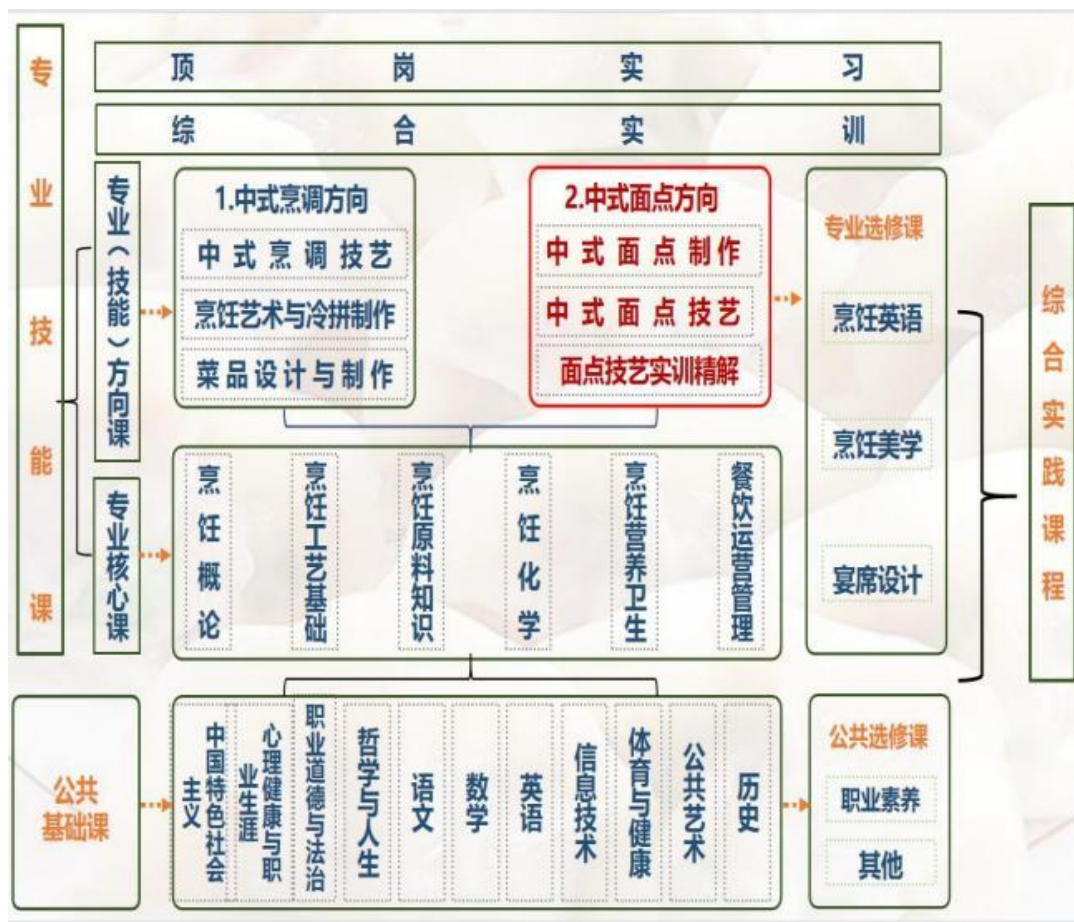 专业技能课
顶岗实习
综合实训
专业（技能）方向课
1.中式烹调方向
中式烹调技艺
烹饪艺术与冷拼制作
菜品设计与制作
2.中式面点方向
中式面点制作
中式面点技艺
面点技艺实训精解
专业选修课
烹饪英语
烹饪美学
宴席设计
综合实践课程
专业核心课
烹饪概论
烹饪工艺基础
烹饪原料知识
烹饪化学
烹饪营养卫生
餐饮运营管理
公共
基础课
中国特色社会
主义
心理健康与职
业生涯
职业道德与法治
哲学与人生
语文
数学
英语
信息技术
体育与健康
公共艺术
历史
公共选修课
职业素养
其他